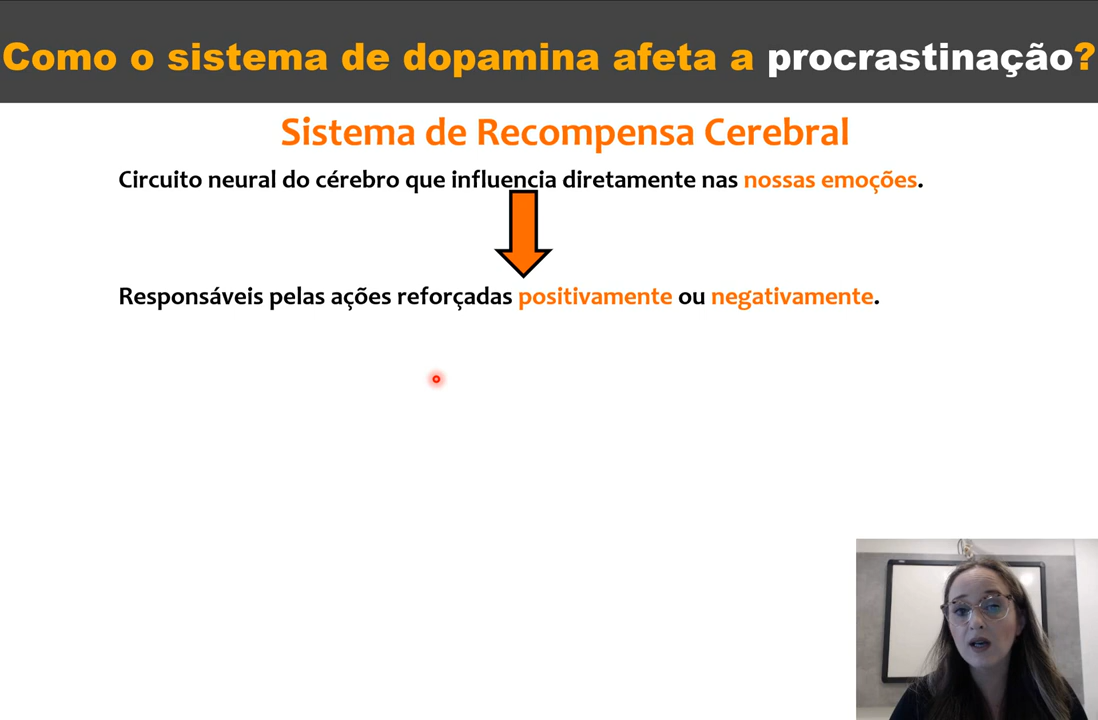 Como o sistema de dopamina afeta a procrastinação?
Sistema de Recompensa Cerebral
Circuito neural do cérebro que influencia diretamente nas nossas emoções.
Responsáveis pelas ações reforçadas positivamente ou negativamente.